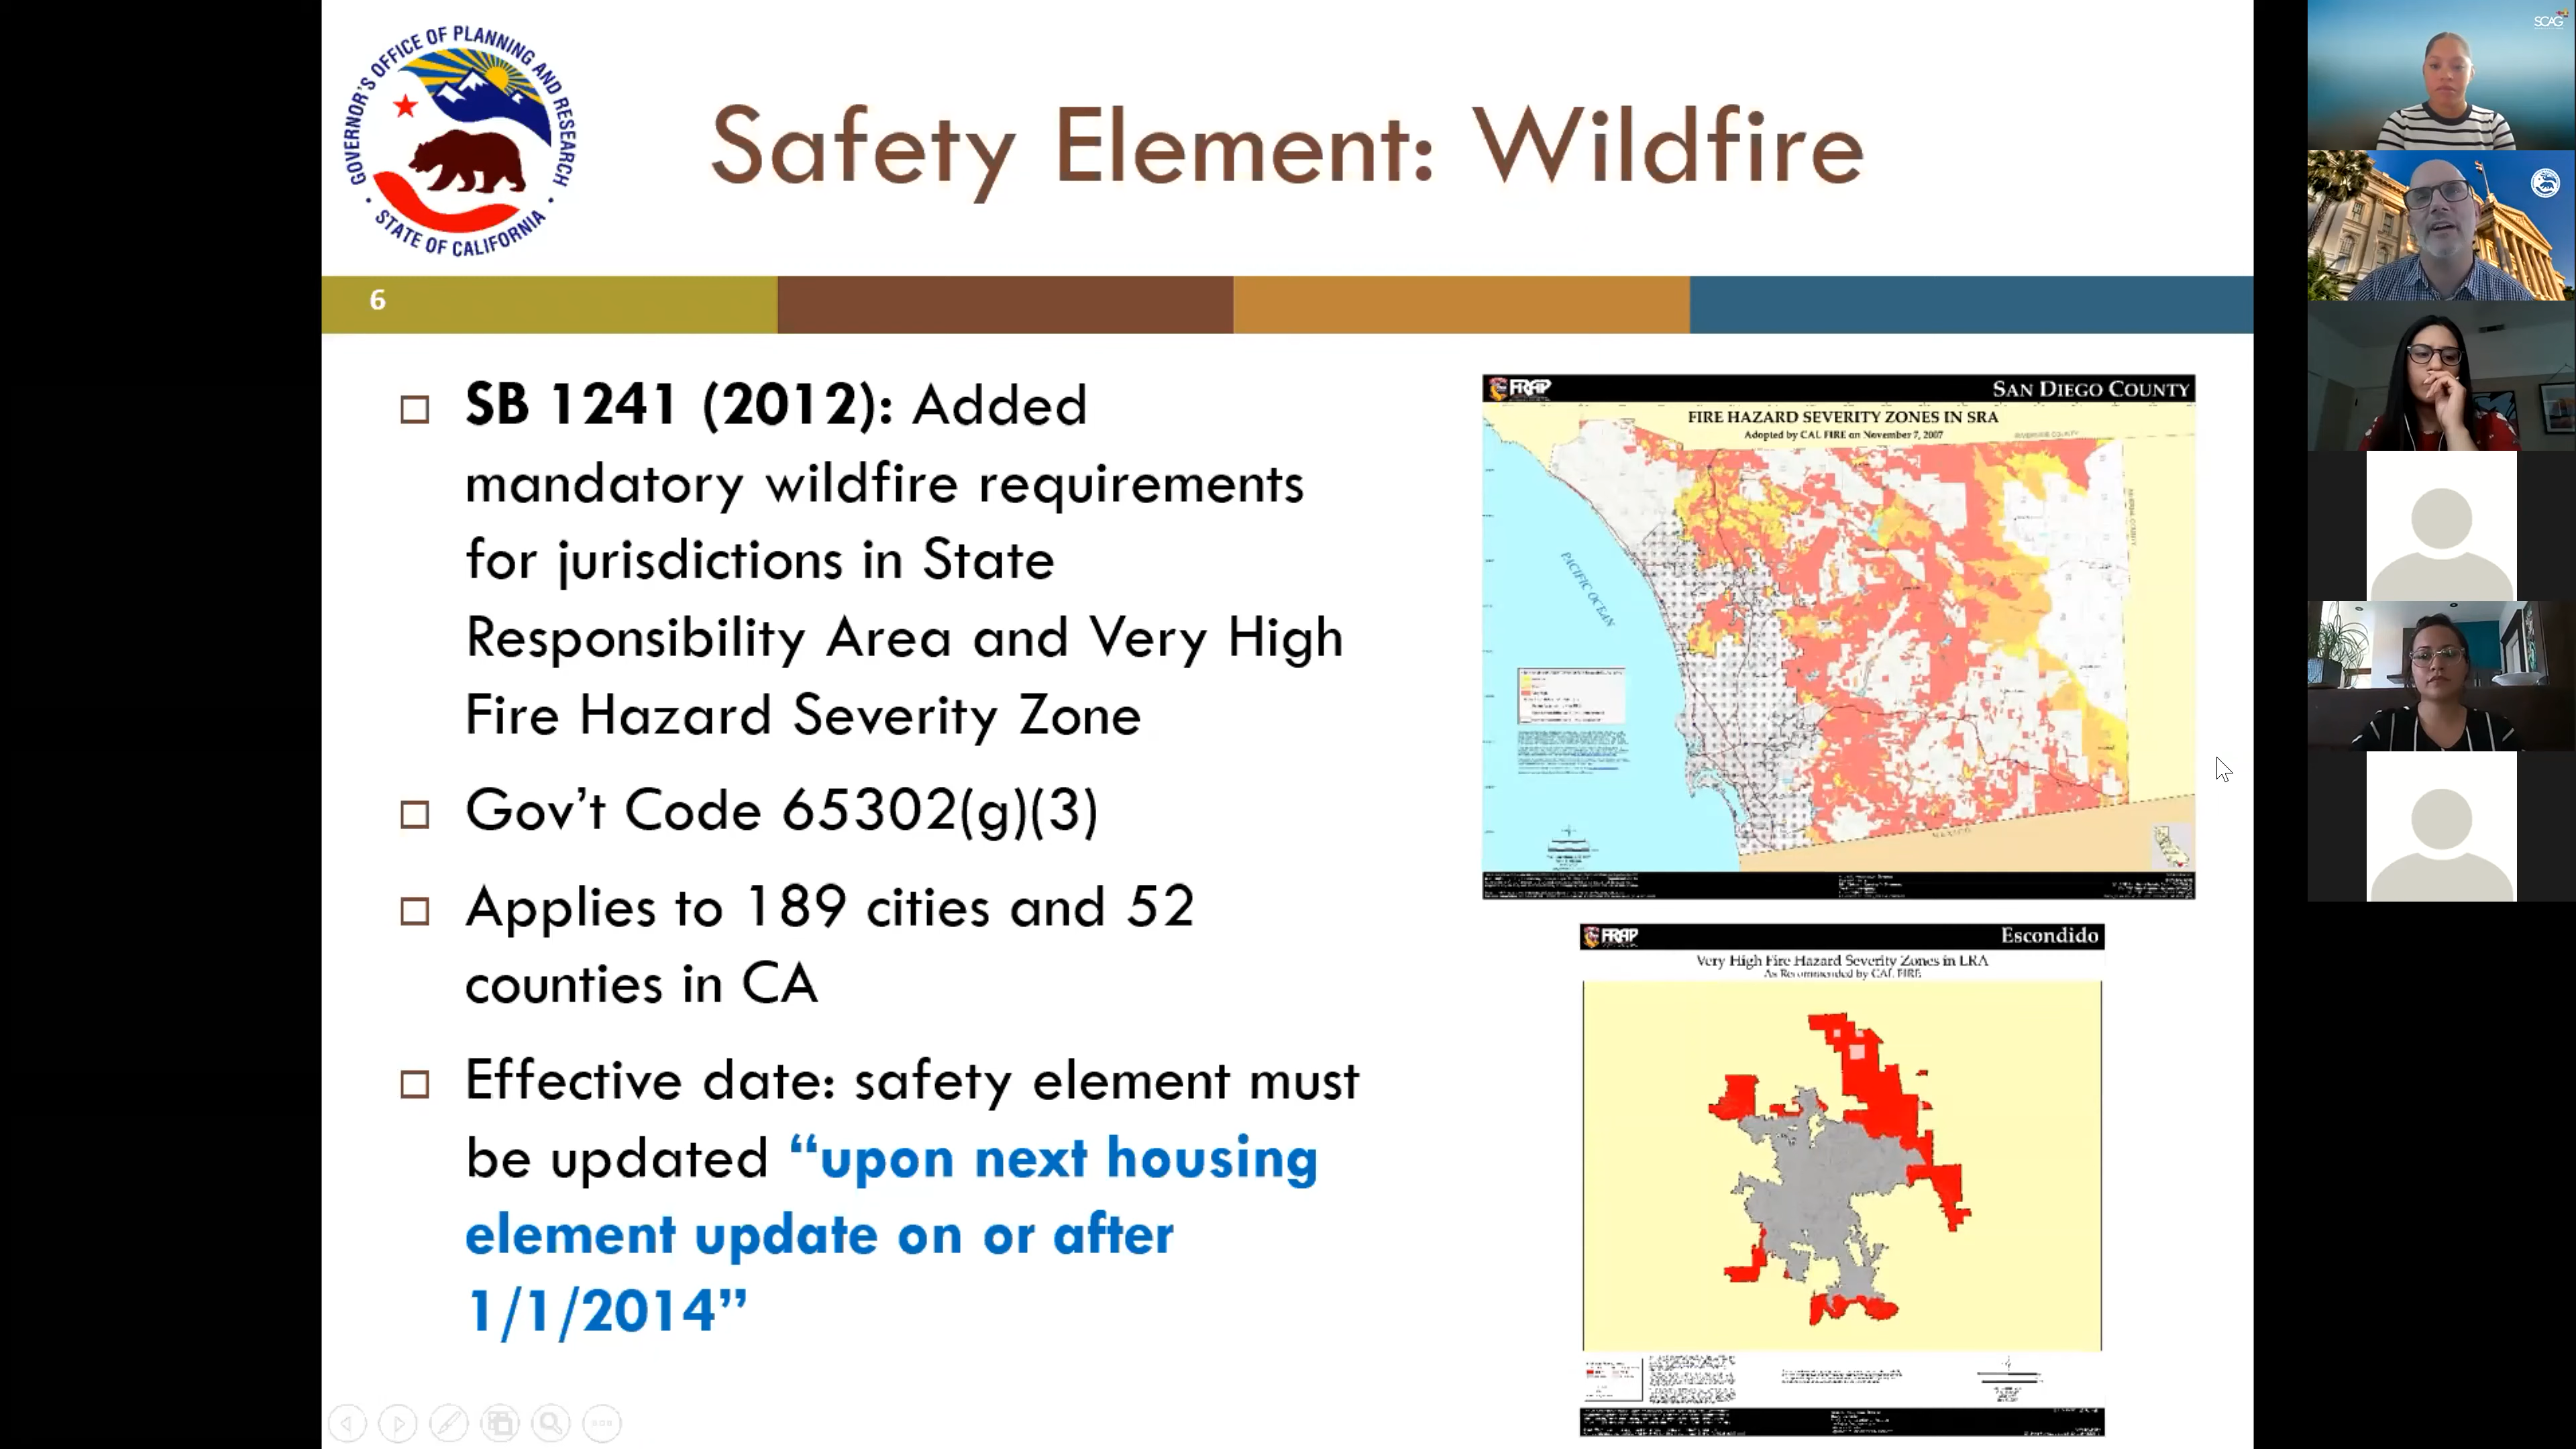 GOVERNOR'S OFFICE OF PLANNING AND RESEARCH
• STATE OF CALIFORNIA •
Safety Element: Wildfire
6
SB 1241 (2012): Added
mandatory wildfire requirements
for jurisdictions in State
Responsibility Area and Very High
Fire Hazard Severity Zone
Gov't Code 65302(g)(3)
Applies to 189 cities and 52
counties in CA
Effective date: safety element must
be updated “upon next housing
element update on or after
1/1/2014”
FRAP
SAN DIEGO COUNTY
FIRE HAZARD SEVERITY ZONES IN SRA
Adopted by CAL FIRE on November 7, 2007
RIVERSIDE COUNTY
PACIFIC OCEAN
MEXICO
FRAP
Escondido
Very High Fire Hazard Severity Zones in LRA
As Recommended by CAL FIRE
SCAG